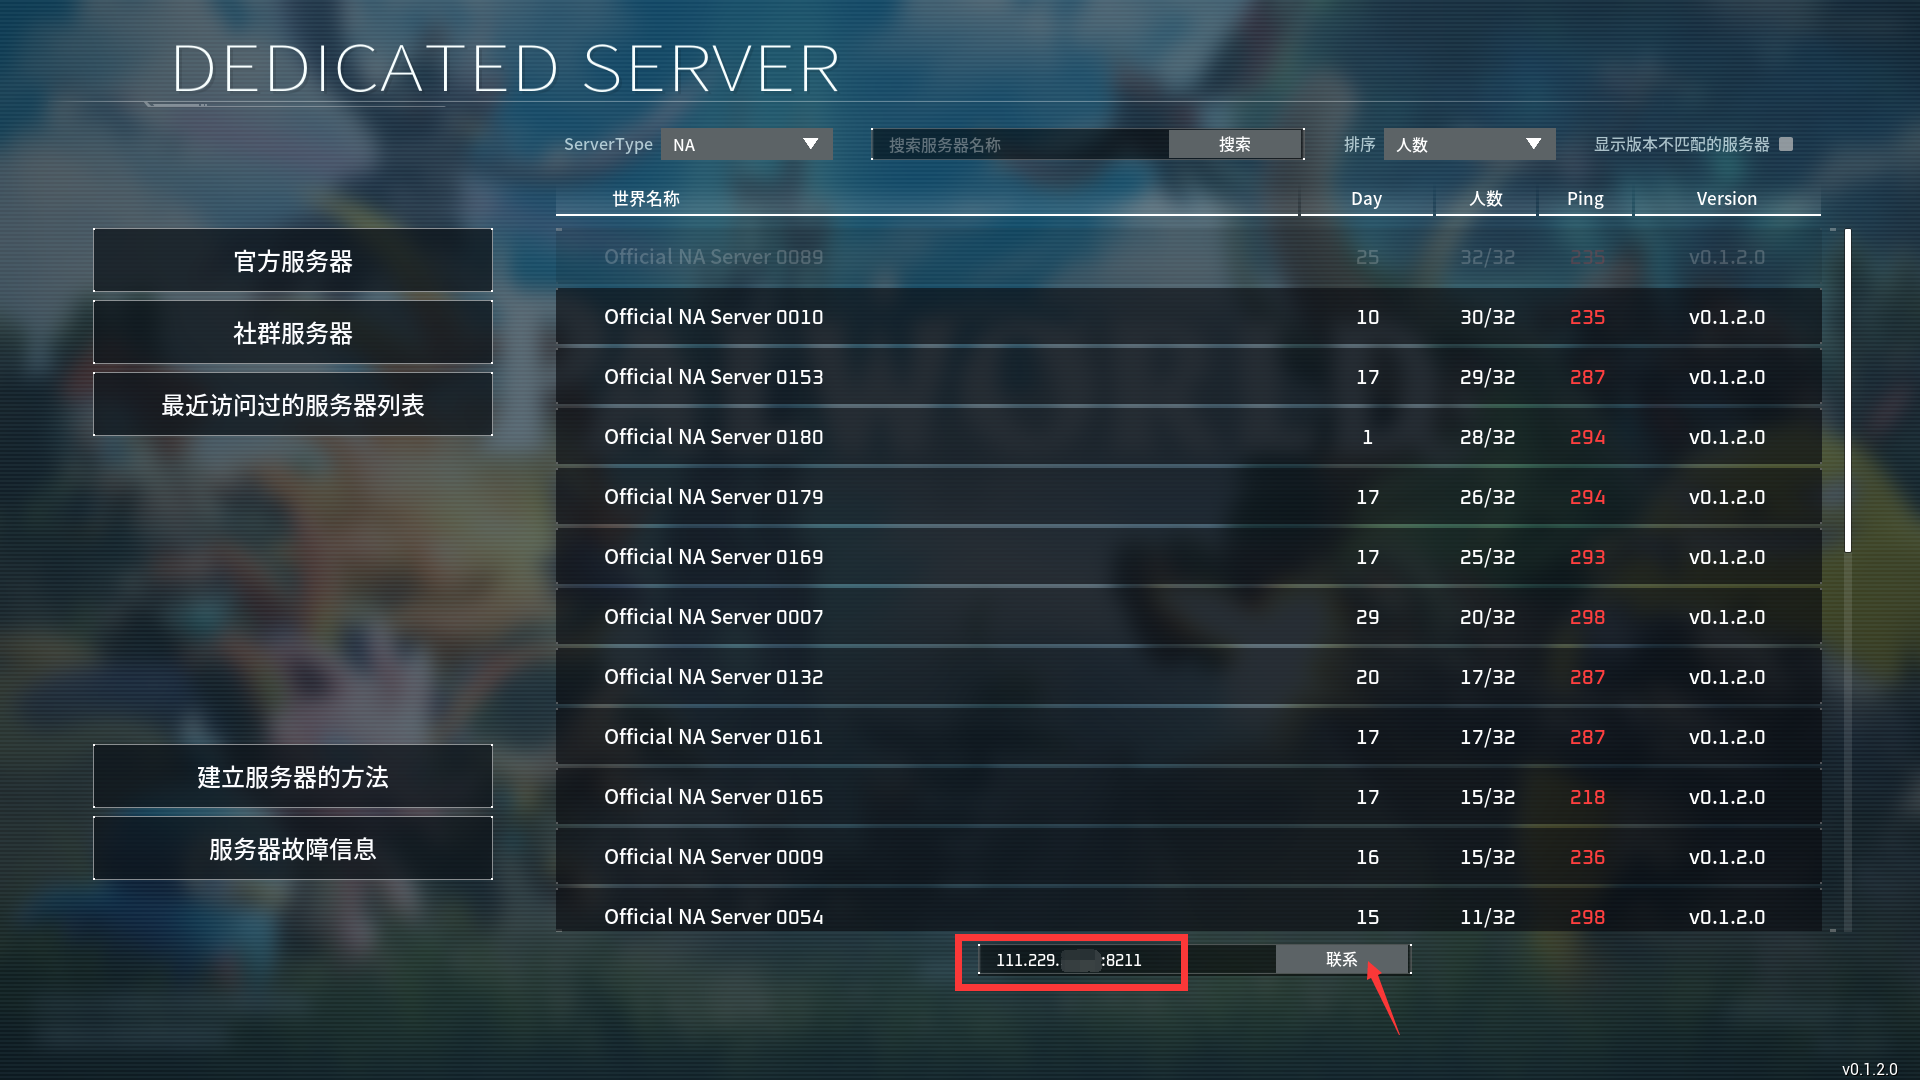 DEDICATED SERVER
ServerType NA 搜索服务器名称 搜索 排序 人数 显示版本不匹配的服务器
世界名称 Day 人数 Ping Version
官方服务器
社群服务器
最近访问过的服务器列表
建立服务器的方法
服务器故障信息
Official NA Server 0089 25 32/32 235 v0.1.2.0
Official NA Server 0010 10 30/32 235 v0.1.2.0
Official NA Server 0153 17 29/32 287 v0.1.2.0
Official NA Server 0180 1 28/32 294 v0.1.2.0
Official NA Server 0179 17 26/32 294 v0.1.2.0
Official NA Server 0169 17 25/32 293 v0.1.2.0
Official NA Server 0007 29 20/32 298 v0.1.2.0
Official NA Server 0132 20 17/32 287 v0.1.2.0
Official NA Server 0161 17 17/32 287 v0.1.2.0
Official NA Server 0165 17 15/32 218 v0.1.2.0
Official NA Server 0009 16 15/32 236 v0.1.2.0
Official NA Server 0054 15 11/32 298 v0.1.2.0
111.229. :8211 联系
v0.1.2.0